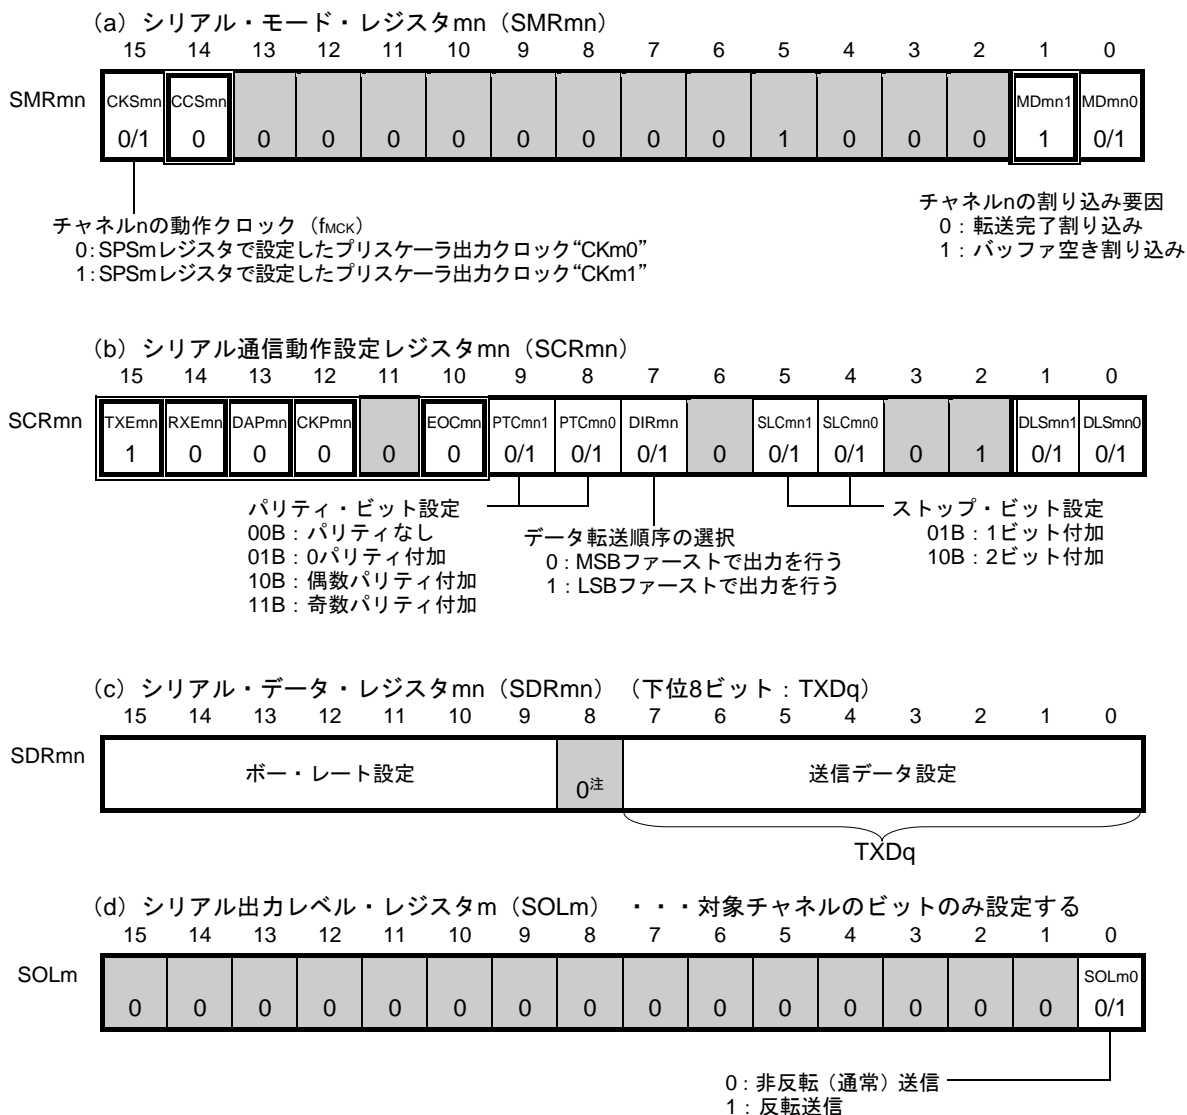 (a) シリアル・モード・レジスタmn（SMRmn）
15 14 13 12 11 10 9 8 7 6 5 4 3 2 1 0
SMRmn CKSmn CCSmn MDmn1 MDmn0
0/1 0 0 0 0 0 0 0 0 0 1 0 0 0 1 0/1
チャネルnの動作クロック（fMCK）
0：SPSmレジスタで設定したプリスケーラ出力クロック“CKm0”
1：SPSmレジスタで設定したプリスケーラ出力クロック“CKm1”
チャネルnの割り込み要因
0：転送完了割り込み
1：バッファ空き割り込み
(b) シリアル通信動作設定レジスタmn（SCRmn）
15 14 13 12 11 10 9 8 7 6 5 4 3 2 1 0
SCRmn TXEmn RXEmn DAPmn CKPmn EOCmn PTCmn1 PTCmn0 DIRmn SLCmn1 SLCmn0 DLSmn1 DLSmn0
1 0 0 0 0 0 0/1 0/1 0/1 0 0/1 0/1 0 1 0/1 0/1
パリティ・ビット設定
00B：パリティなし
01B：0パリティ付加
10B：偶数パリティ付加
11B：奇数パリティ付加
データ転送順序の選択
0：MSBファーストで出力を行う
1：LSBファーストで出力を行う
ストップ・ビット設定
01B：1ビット付加
10B：2ビット付加
(c) シリアル・データ・レジスタmn（SDRmn）（下位8ビット：TXDq）
15 14 13 12 11 10 9 8 7 6 5 4 3 2 1 0
SDRmn ボー・レート設定 0注 送信データ設定
TXDq
(d) シリアル出力レベル・レジスタm（SOLm） ・・・対象チャネルのビットのみ設定する
15 14 13 12 11 10 9 8 7 6 5 4 3 2 1 0
SOLm SOLm0
0 0 0 0 0 0 0 0 0 0 0 0 0 0 0 0/1
0：非反転（通常）送信
1：反転送信